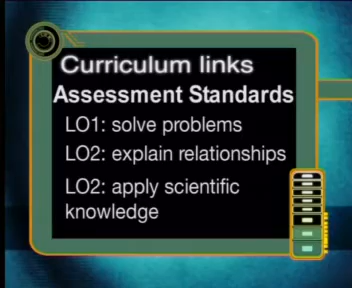 Curriculum links
Assessment Standards
LO1: solve problems
LO2: explain relationships
LO2: apply scientific
knowledge